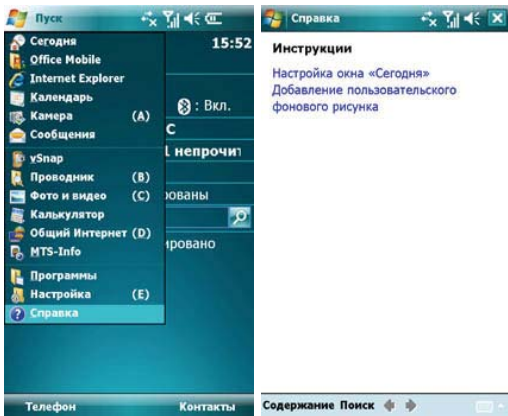 Пуск
15:52
Сегодня
Office Mobile
Internet Explorer
Календарь
Камера (A)
Сообщения
vSnap
Проводник (B)
Фото и видео (C)
Калькулятор
Общий Интернет (D)
MTS-Info
Программы
Настройка (E)
Справка
: Вкл.
С
1 непрочит
рованы
ировано
Телефон Контакты
Справка
Инструкции
Настройка окна «Сегодня»
Добавление пользовательского
фонового рисунка
Содержание Поиск